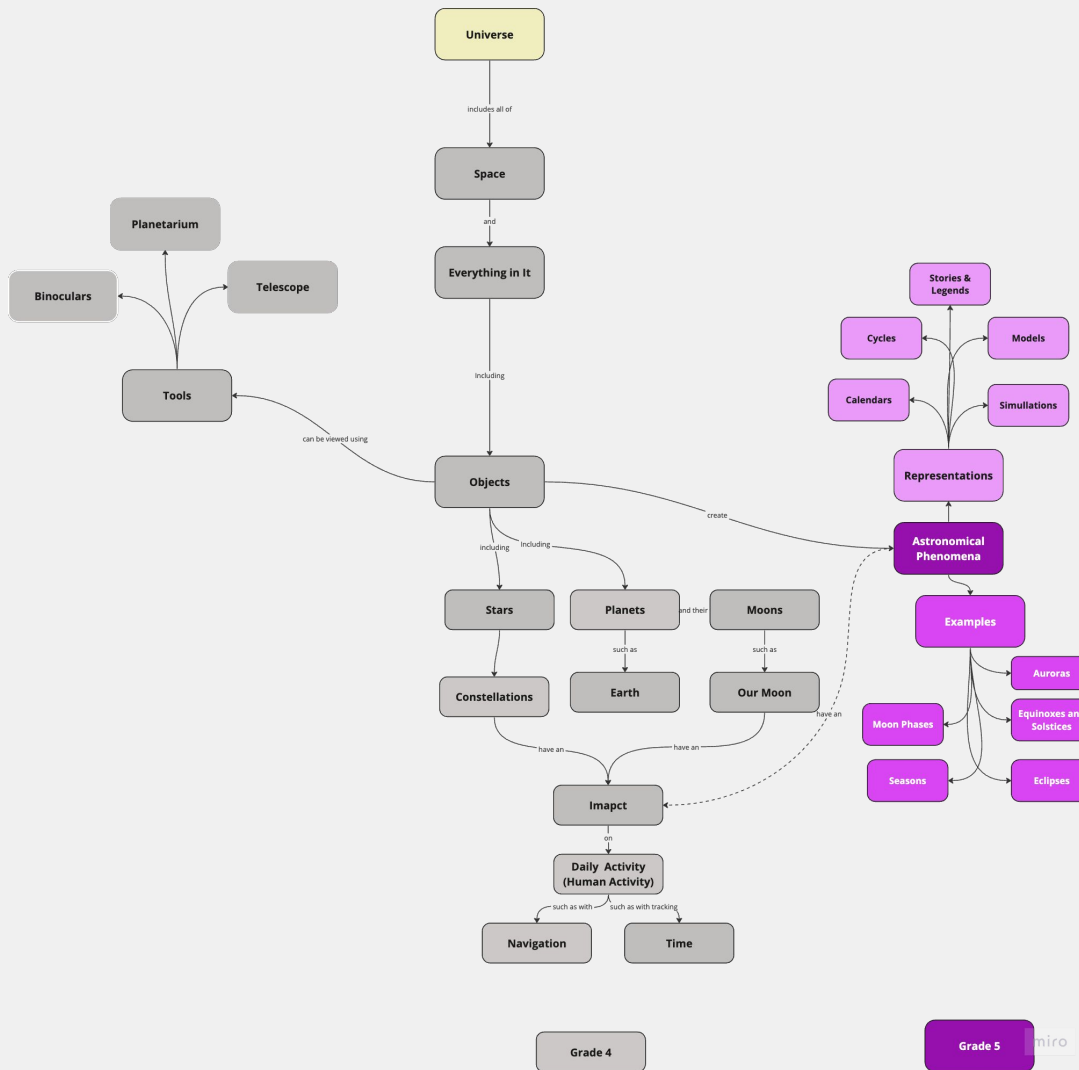 Universe
includes all of
Space
and
Everything in It
Including
Planetarium
Binoculars
Telescope
Tools
can be viewed using
Objects
create
including
Including
Stars
Planets
and their
Moons
such as
such as
Constellations
Earth
Our Moon
have an
have an
have an
Imapct
on
Daily Activity
(Human Activity)
such as with
such as with tracking
Navigation
Time
Stories &
Legends
Cycles
Models
Calendars
Simullations
Representations
Astronomical
Phenomena
Examples
Auroras
Moon Phases
Equinoxes an
Solstices
Seasons
Eclipses
Grade 4
Grade 5
miro